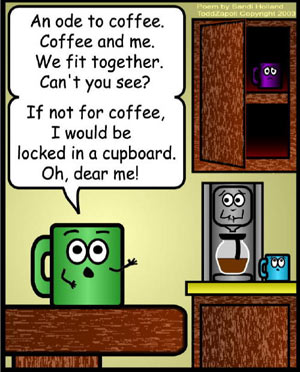 Poem by Sandi Holland
ToddZapoli Copyright 2003
An ode to coffee.
Coffee and me.
We fit together.
Can't you see?
If not for coffee,
I would be
locked in a cupboard.
Oh, dear me!